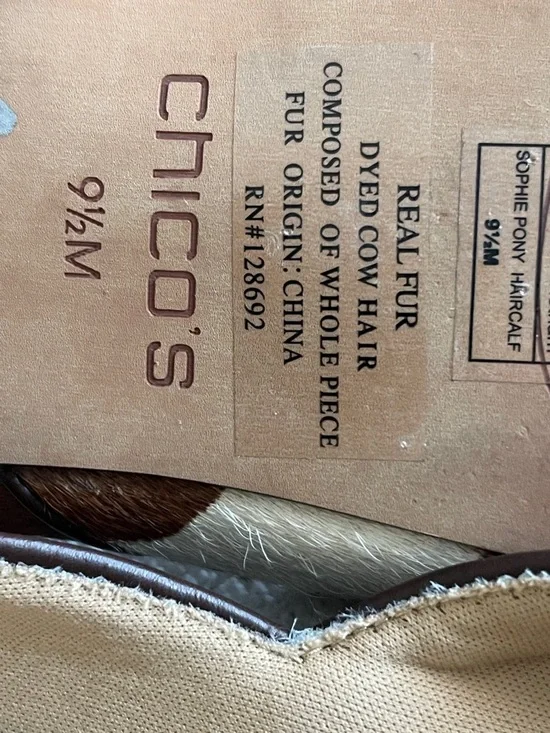 CHICO'S
9½M
REAL FUR
DYED COW HAIR
COMPOSED OF WHOLE PIECE
FUR ORIGIN: CHINA
RN#128692
SOPHIE PONY HAIRCALF
9½M